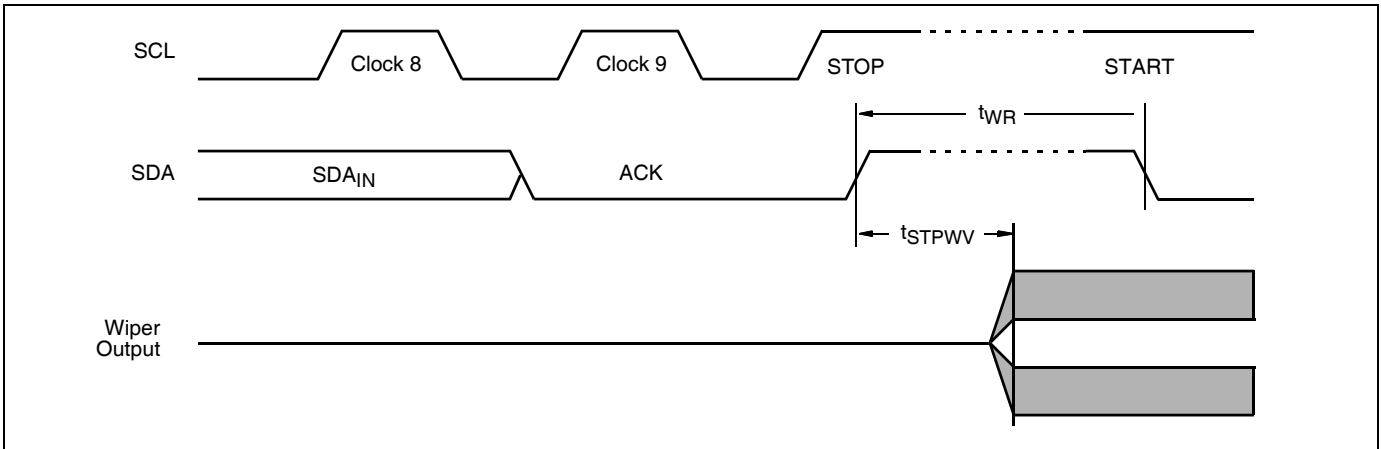 SCL
Clock 8
Clock 9
STOP
START
tWR
SDA
SDAIN
ACK
tSTPWV
Wiper
Output